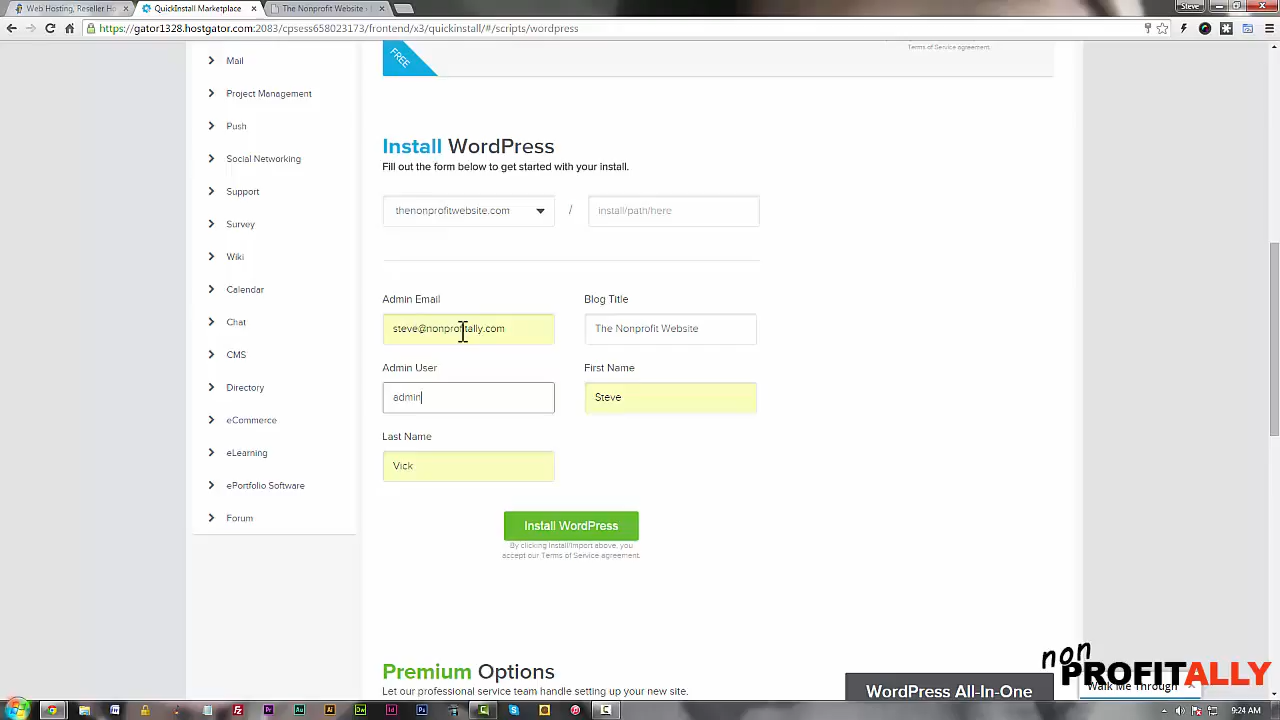 Web Hosting, Reseller Ho
QuickInstall Marketplace
The Nonprofit Website
Steve
https://gator1328.hostgator.com:2083/cpsess658023173/frontend/x3/quickinstall/#/scripts/wordpress
FREE
Terms of Service agreement.
Mail
Project Management
Push
Social Networking
Support
Survey
Wiki
Calendar
Chat
CMS
Directory
eCommerce
eLearning
ePortfolio Software
Forum
Install WordPress
Fill out the form below to get started with your install.
thenonprofitwebsite.com / install/path/here
Admin Email Blog Title
steve@nonprofitally.com The Nonprofit Website
Admin User First Name
admin Steve
Last Name
Vick
Install WordPress
By clicking Install/Import above, you
accept our Terms of Service agreement.
Premium Options
Let our professional service team handle setting up your new site.
WordPress All-In-One
non
PROFITALLY
Walk Me Through
9:24 AM